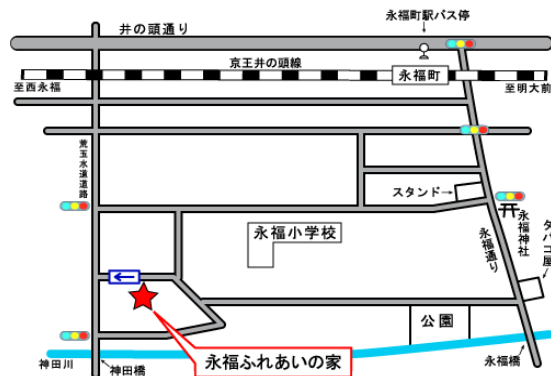 永福町駅バス停
井の頭通り
京王井の頭線
永福町
至西永福
至明大前
荒玉水道道路
スタンド
永福神社
永福通り
タバコ屋
永福小学校
公園
永福ふれあいの家
神田川
神田橋
永福橋